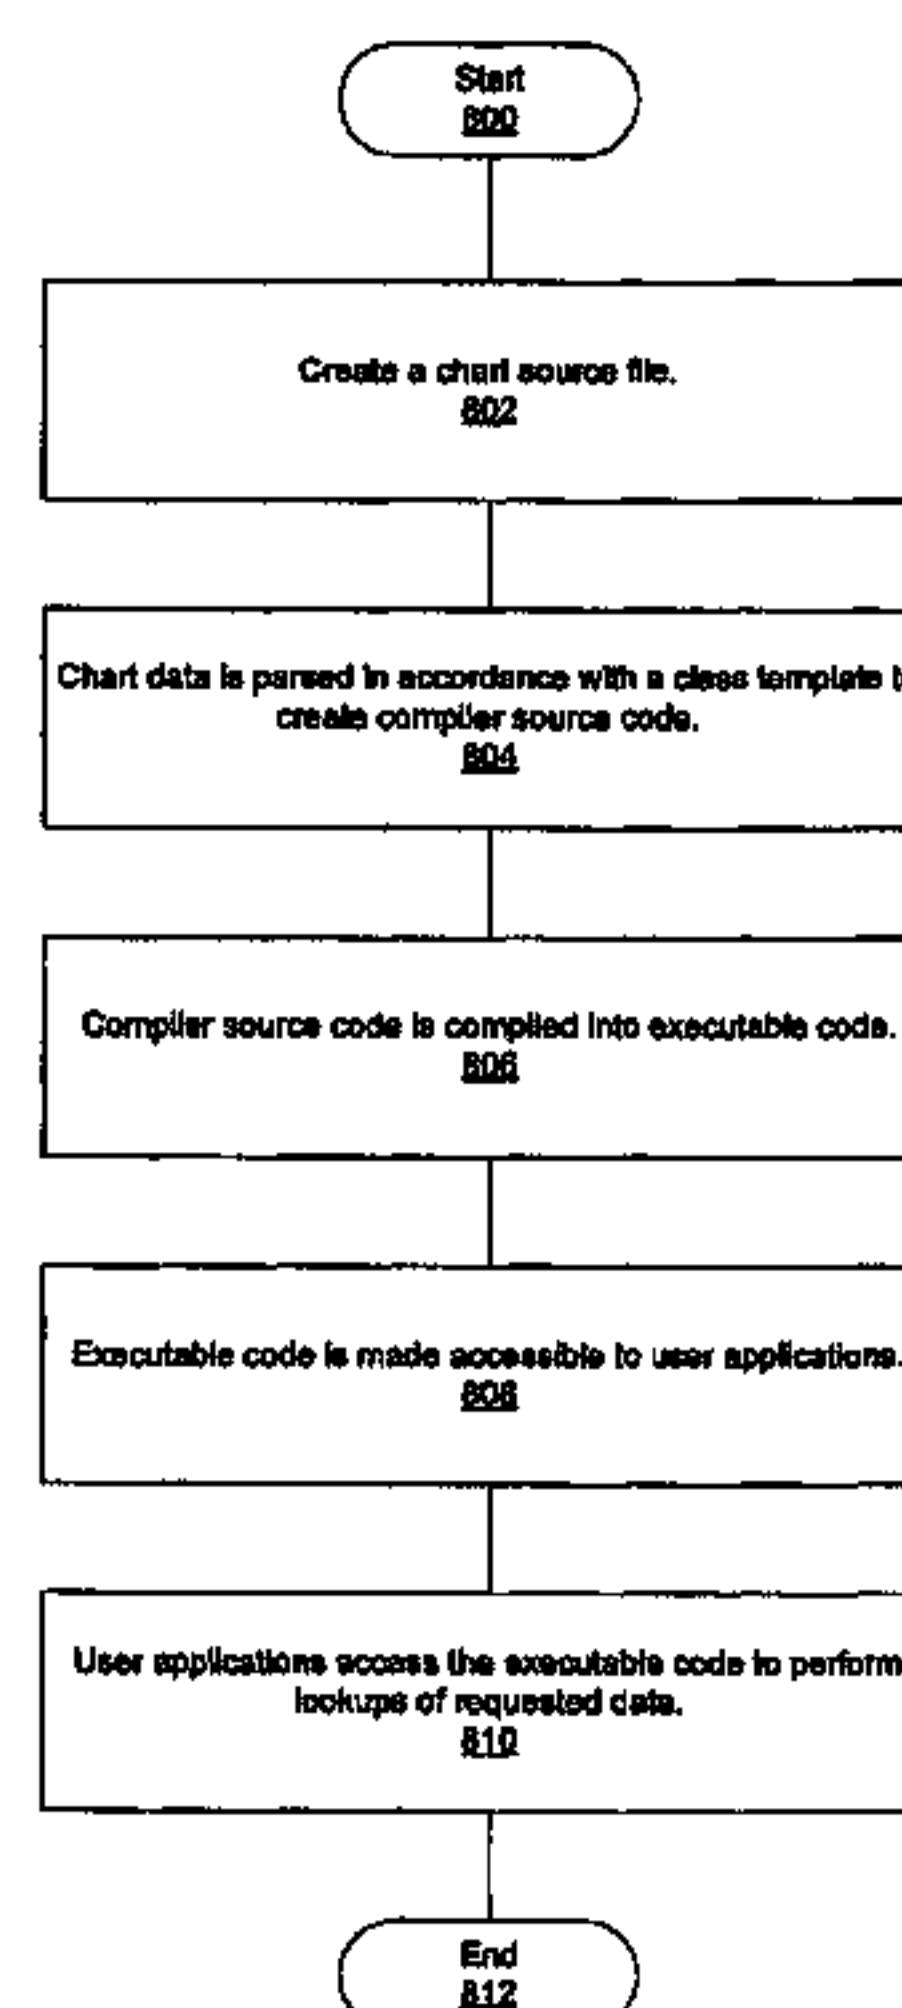 Start
800
Create a chart source file.
802
Chart data is parsed in accordance with a class template
create compiler source code.
804
Compiler source code is compiled into executable code.
806
Executable code is made accessible to user applications.
808
User applications access the executable code to perform
lookups of requested data.
810
End
812